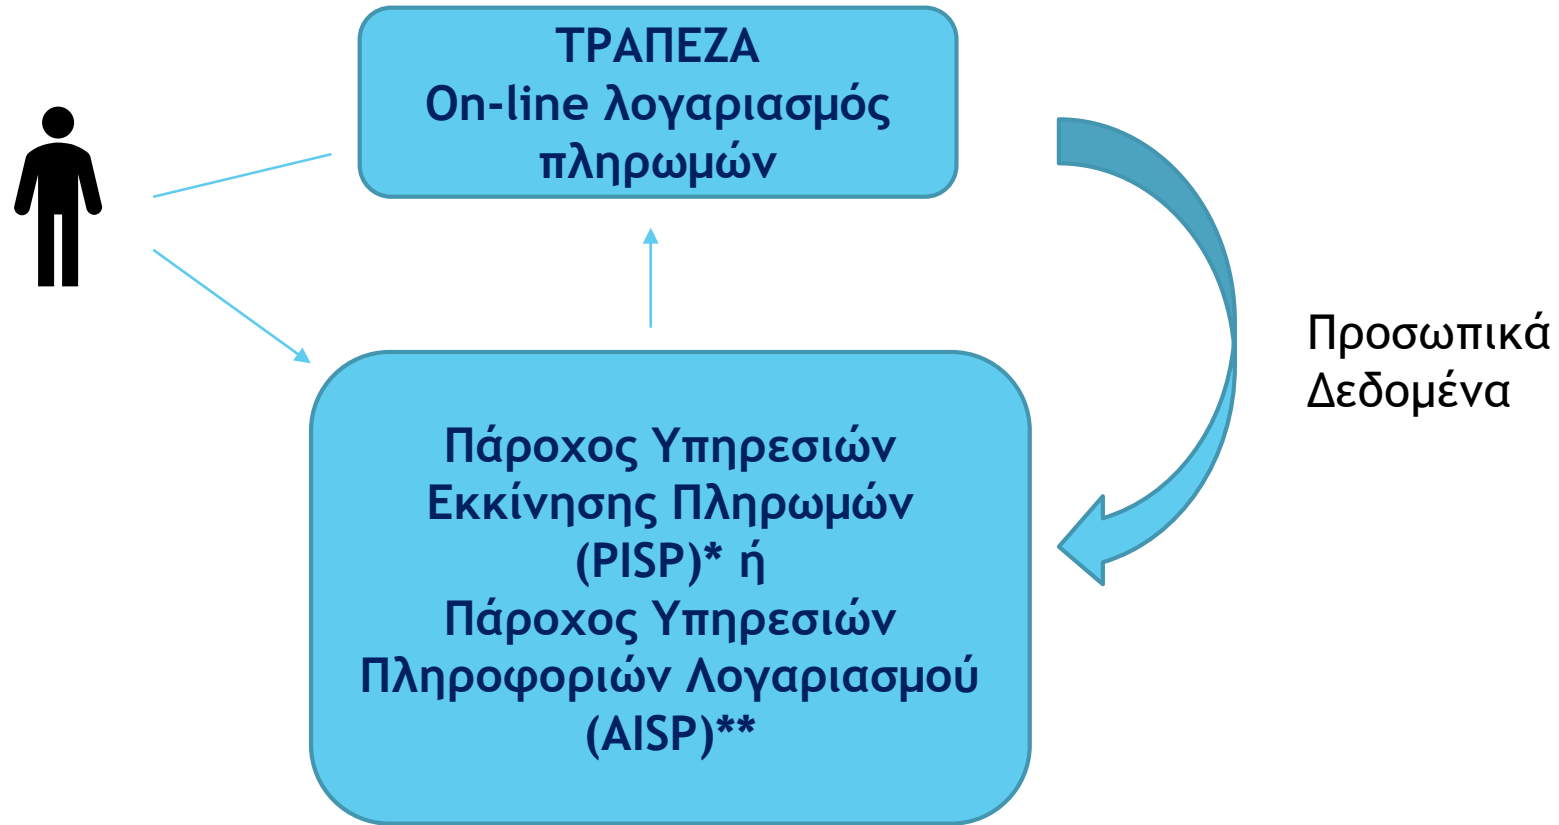 ΤΡΑΠΕΖΑ
On-line λογαριασμός
πληρωμών
Προσωπικά
Δεδομένα
Πάροχος Υπηρεσιών
Εκκίνησης Πληρωμών
(PISP)* ή
Πάροχος Υπηρεσιών
Πληροφοριών Λογαριασμού
(AISP)**